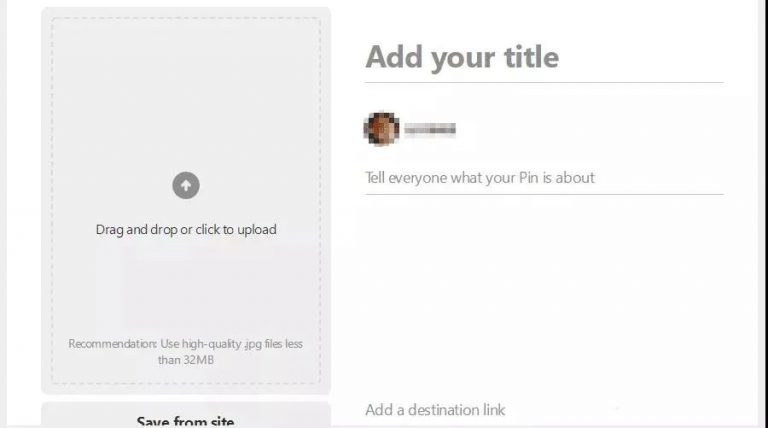 Add your title
Tell everyone what your Pin is about
Drag and drop or click to upload
Recommendation: Use high-quality .jpg files less
than 32MB
Add a destination link
Save from site